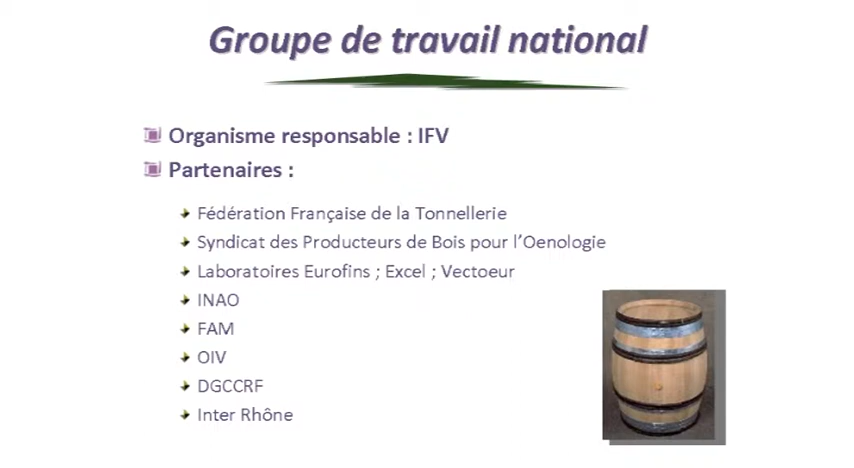 Groupe de travail national
Organisme responsable : IFV
Partenaires :
Fédération Française de la Tonnellerie
Syndicat des Producteurs de Bois pour l'Oenologie
Laboratoires Eurofins ; Excel ; Vectoeur
INAO
FAM
OIV
DGCCRF
Inter Rhône